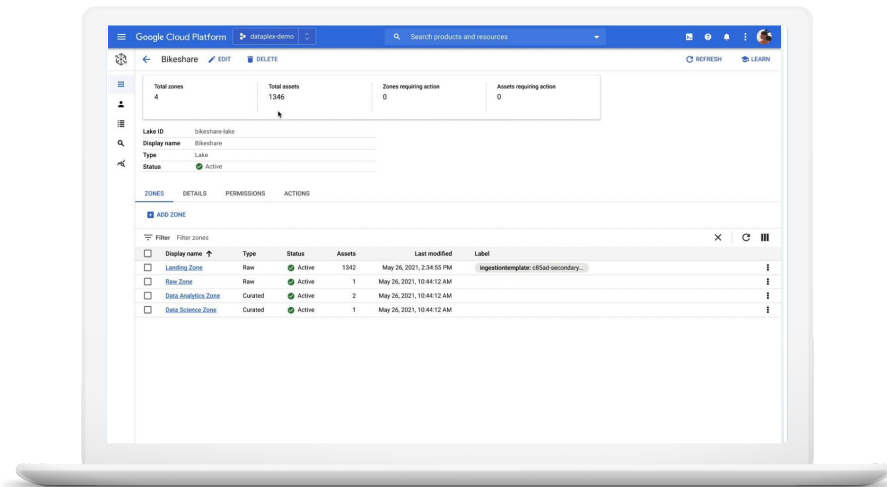 Google Cloud Platform dataplex-demo Search products and resources
Bikeshare EDIT DELETE REFRESH LEARN
Total zones Total assets Zones requiring action Assets requiring action
4 1346 0 0
Lake ID bikeshare-lake
Display name Bikeshare
Type Lake
Status Active
ZONES DETAILS PERMISSIONS ACTIONS
ADD ZONE
Filter Filter zones
Display name Type Status Assets Last modified Label
Landing Zone Raw Active 1342 May 26, 2021, 2:34:55 PM ingestiontemplate: c85ad-secondary...
Raw Zone Raw Active 1 May 26, 2021, 10:44:12 AM
Data Analytics Zone Curated Active 2 May 26, 2021, 10:44:12 AM
Data Science Zone Curated Active 1 May 26, 2021, 10:44:12 AM